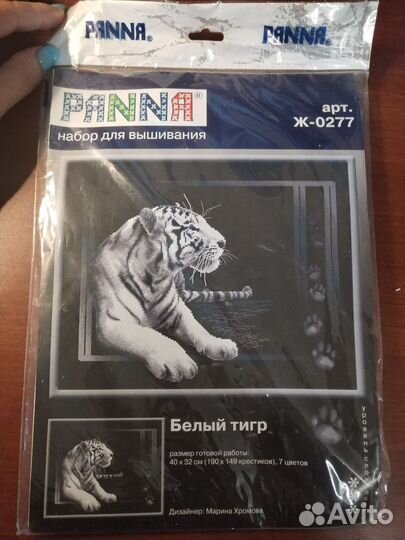 PANNA® PANNA®
PANNA®
набор для вышивания
арт.
Ж-0277
Белый тигр
размер готовой работы:
40 x 32 см (190 x 149 крестиков), 7 цветов
Дизайнер: Марина Хромова
уровень
Avito